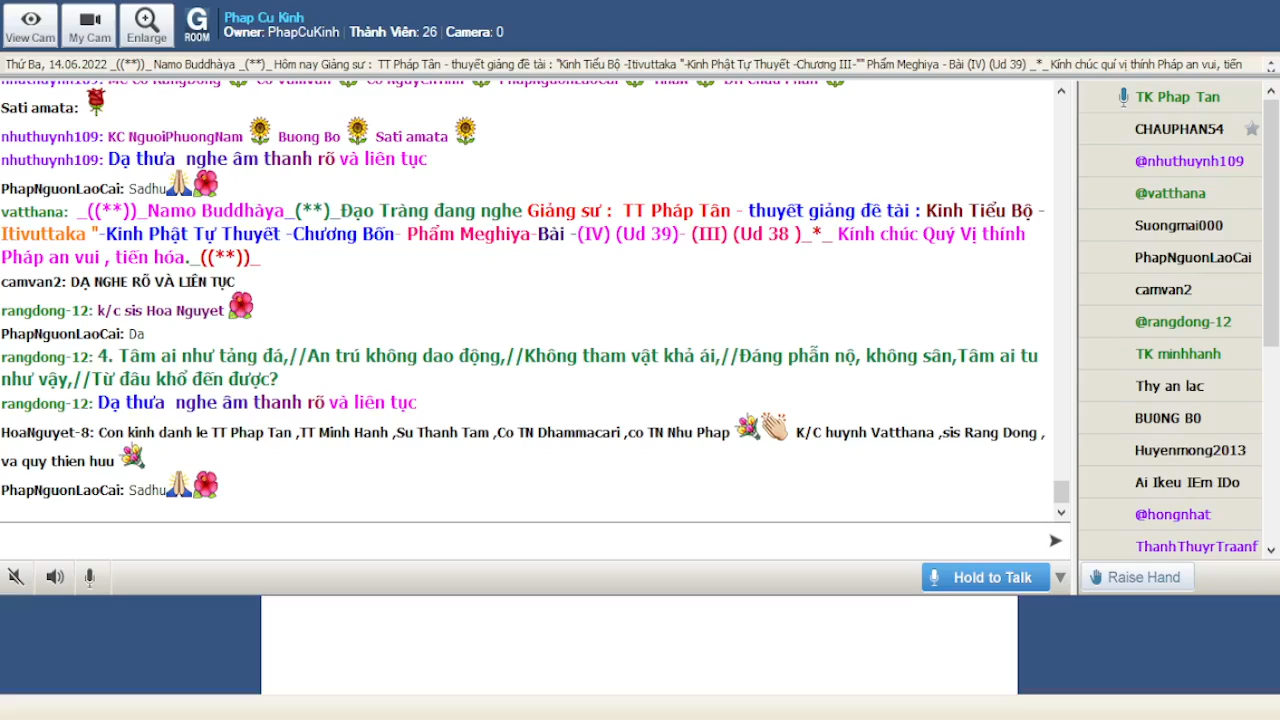 View Cam
My Cam
Enlarge
G
ROOM
Phap Cu Kinh
Owner: PhapCuKinh | Thành Viên: 26 | Camera: 0
Thứ Ba, 14.06.2022 _((**))_ Namo Buddhàya _(**)_ Hôm nay Giảng sư : TT Pháp Tân - thuyết giảng đề tài : "Kinh Tiểu Bộ -Itivuttaka "-Kinh Phật Tự Thuyết -Chương III-"" Phẩm Meghiya - Bài (IV) (Ud 39) _*_ Kính chúc quí vị thính Pháp an vui, tiến
Sati amata:
nhuthuynh109: KC NguoiPhuongNam Buong Bo Sati amata
nhuthuynh109: Dạ thưa nghe âm thanh rõ và liên tục
PhapNguonLaoCai: Sadhu
vatthana: _((**))_Namo Buddhàya_(**)_Đạo Tràng đang nghe Giảng sư : TT Pháp Tân - thuyết giảng đề tài : Kinh Tiểu Bộ -
Itivuttaka "-Kinh Phật Tự Thuyết -Chương Bốn- Phẩm Meghiya-Bài -(IV) (Ud 39)- (III) (Ud 38 )_*_ Kính chúc Quý Vị thính
Pháp an vui , tiến hóa._((**))_
camvan2: DẠ NGHE RÕ VÀ LIÊN TỤC
rangdong-12: k/c sis Hoa Nguyet
PhapNguonLaoCai: Da
rangdong-12: 4. Tâm ai như tảng đá,//An trú không dao động,//Không tham vật khả ái,//Đáng phẫn nộ, không sân,Tâm ai tu
như vậy,//Từ đâu khổ đến được?
rangdong-12: Dạ thưa nghe âm thanh rõ và liên tục
HoaNguyet-8: Con kinh danh le TT Phap Tan ,TT Minh Hanh ,Su Thanh Tam ,Co TN Dhammacari ,co TN Nhu Phap K/C huynh Vatthana ,sis Rang Dong ,
va quy thien huu
PhapNguonLaoCai: Sadhu
Hold to Talk
TK Phap Tan
CHAUPHAN54
@nhuthuynh109
@vatthana
Suongmai000
PhapNguonLaoCai
camvan2
@rangdong-12
TK minhhanh
Thy an lac
BU0NG B0
Huyenmong2013
Ai Ikeu IEm IDo
@hongnhat
ThanhThuyrTraanf
Raise Hand